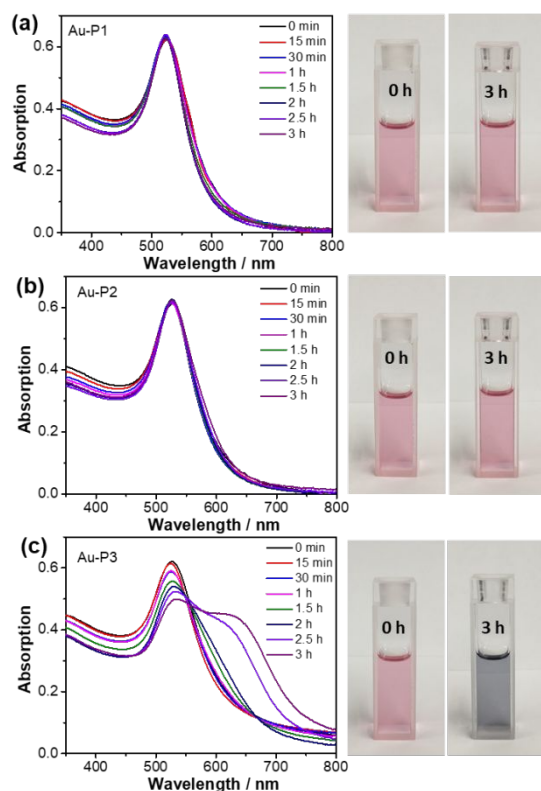 (a)
Au-P1
0 min
15 min
30 min
1 h
1.5 h
2 h
2.5 h
3 h
0.6
0.4
0.2
0.0
400 500 600 700 800
Wavelength / nm
Absorption
0 h
3 h
(b)
Au-P2
0 min
15 min
30 min
1 h
1.5 h
2 h
2.5 h
3 h
0.6
0.4
0.2
0.0
400 500 600 700 800
Wavelength / nm
Absorption
0 h
3 h
(c)
Au-P3
0 min
15 min
30 min
1 h
1.5 h
2 h
2.5 h
3 h
0.6
0.4
0.2
0.0
400 500 600 700 800
Wavelength / nm
Absorption
0 h
3 h